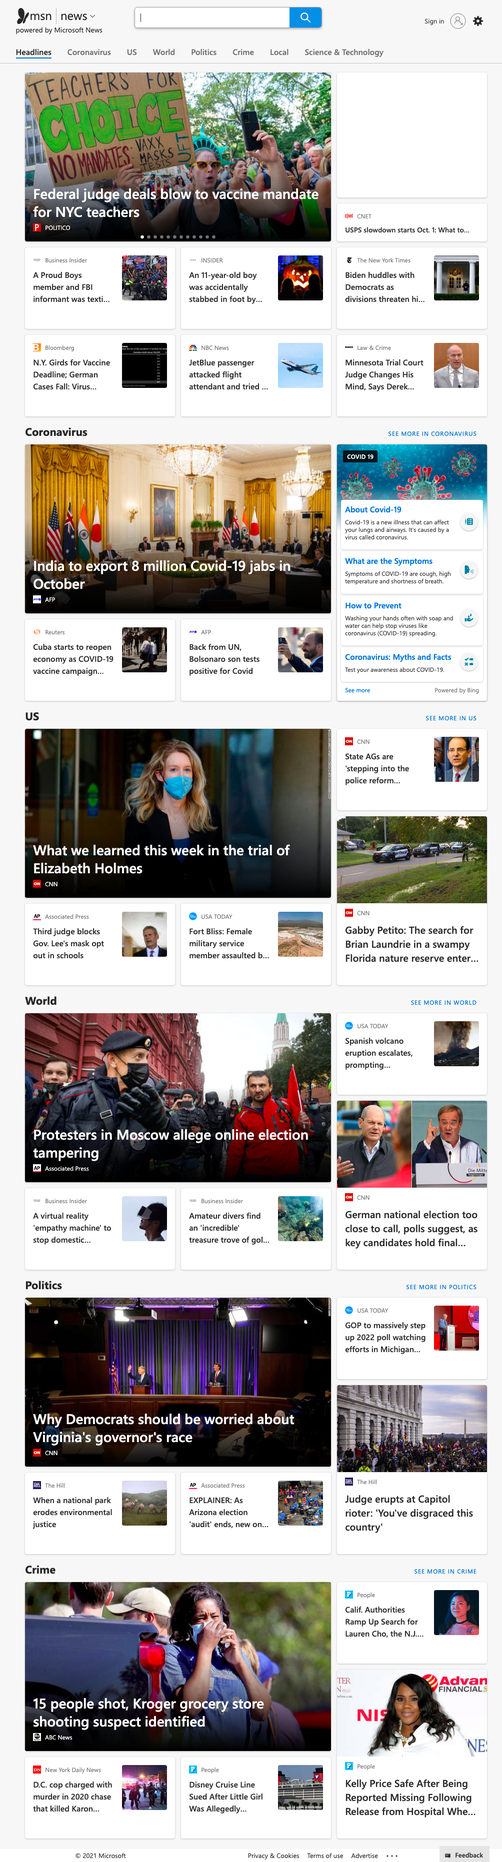 msn | news
powered by Microsoft News
Sign in
Headlines Coronavirus US World Politics Crime Local Science & Technology
TEACHERS FOR
CHOICE
NO MANDATES: VAXX
MASKS
Federal judge deals blow to vaccine mandate
for NYC teachers
POLITICO
CNET
USPS slowdown starts Oct. 1: What to...
Business Insider
A Proud Boys
member and FBI
informant was texti...
INSIDER
An 11-year-old boy
was accidentally
stabbed in foot by...
The New York Times
Biden huddles with
Democrats as
divisions threaten hi...
Bloomberg
N.Y. Girds for Vaccine
Deadline; German
Cases Fall: Virus...
NBC News
JetBlue passenger
attacked flight
attendant and tried ...
Law & Crime
Minnesota Trial Court
Judge Changes His
Mind, Says Derek...
Coronavirus
SEE MORE IN CORONAVIRUS
India to export 8 million Covid-19 jabs in
October
AFP
COVID 19
About Covid-19
Covid-19 is a new illness that can affect
your lungs and airways. It's caused by a
virus called coronavirus.
What are the Symptoms
Symptoms of COVID-19 are cough, high
temperature and shortness of breath.
How to Prevent
Washing your hands often with soap and
water can help stop viruses like
coronavirus (COVID-19) spreading.
Coronavirus: Myths and Facts
Test your awareness about COVID-19.
See more
Powered by Bing
Reuters
Cuba starts to reopen
economy as COVID-19
vaccine campaign...
AFP
Back from UN,
Bolsonaro son tests
positive for Covid
US
SEE MORE IN US
What we learned this week in the trial of
Elizabeth Holmes
CNN
CNN
State AGs are
'stepping into the
police reform...
CNN
Gabby Petito: The search for
Brian Laundrie in a swampy
Florida nature reserve enter...
Associated Press
Third judge blocks
Gov. Lee's mask opt
out in schools
USA TODAY
Fort Bliss: Female
military service
member assaulted b...
World
SEE MORE IN WORLD
Protesters in Moscow allege online election
tampering
Associated Press
USA TODAY
Spanish volcano
eruption escalates,
prompting...
CNN
German national election too
close to call, polls suggest, as
key candidates hold final...
Business Insider
A virtual reality
'empathy machine' to
stop domestic...
Business Insider
Amateur divers find
an 'incredible'
treasure trove of gol...
Politics
SEE MORE IN POLITICS
Why Democrats should be worried about
Virginia's governor's race
CNN
USA TODAY
GOP to massively step
up 2022 poll watching
efforts in Michigan...
The Hill
Judge erupts at Capitol
rioter: 'You've disgraced this
country'
The Hill
When a national park
erodes environmental
justice
Associated Press
EXPLAINER: As
Arizona election
'audit' ends, new on...
Crime
SEE MORE IN CRIME
15 people shot, Kroger grocery store
shooting suspect identified
ABC News
People
Calif. Authorities
Ramp Up Search for
Lauren Cho, the N.J....
People
Kelly Price Safe After Being
Reported Missing Following
Release from Hospital Whe...
New York Daily News
D.C. cop charged with
murder in 2020 chase
that killed Karon...
People
Disney Cruise Line
Sued After Little Girl
Was Allegedly...
© 2021 Microsoft
Privacy & Cookies Terms of use Advertise ...
Feedback